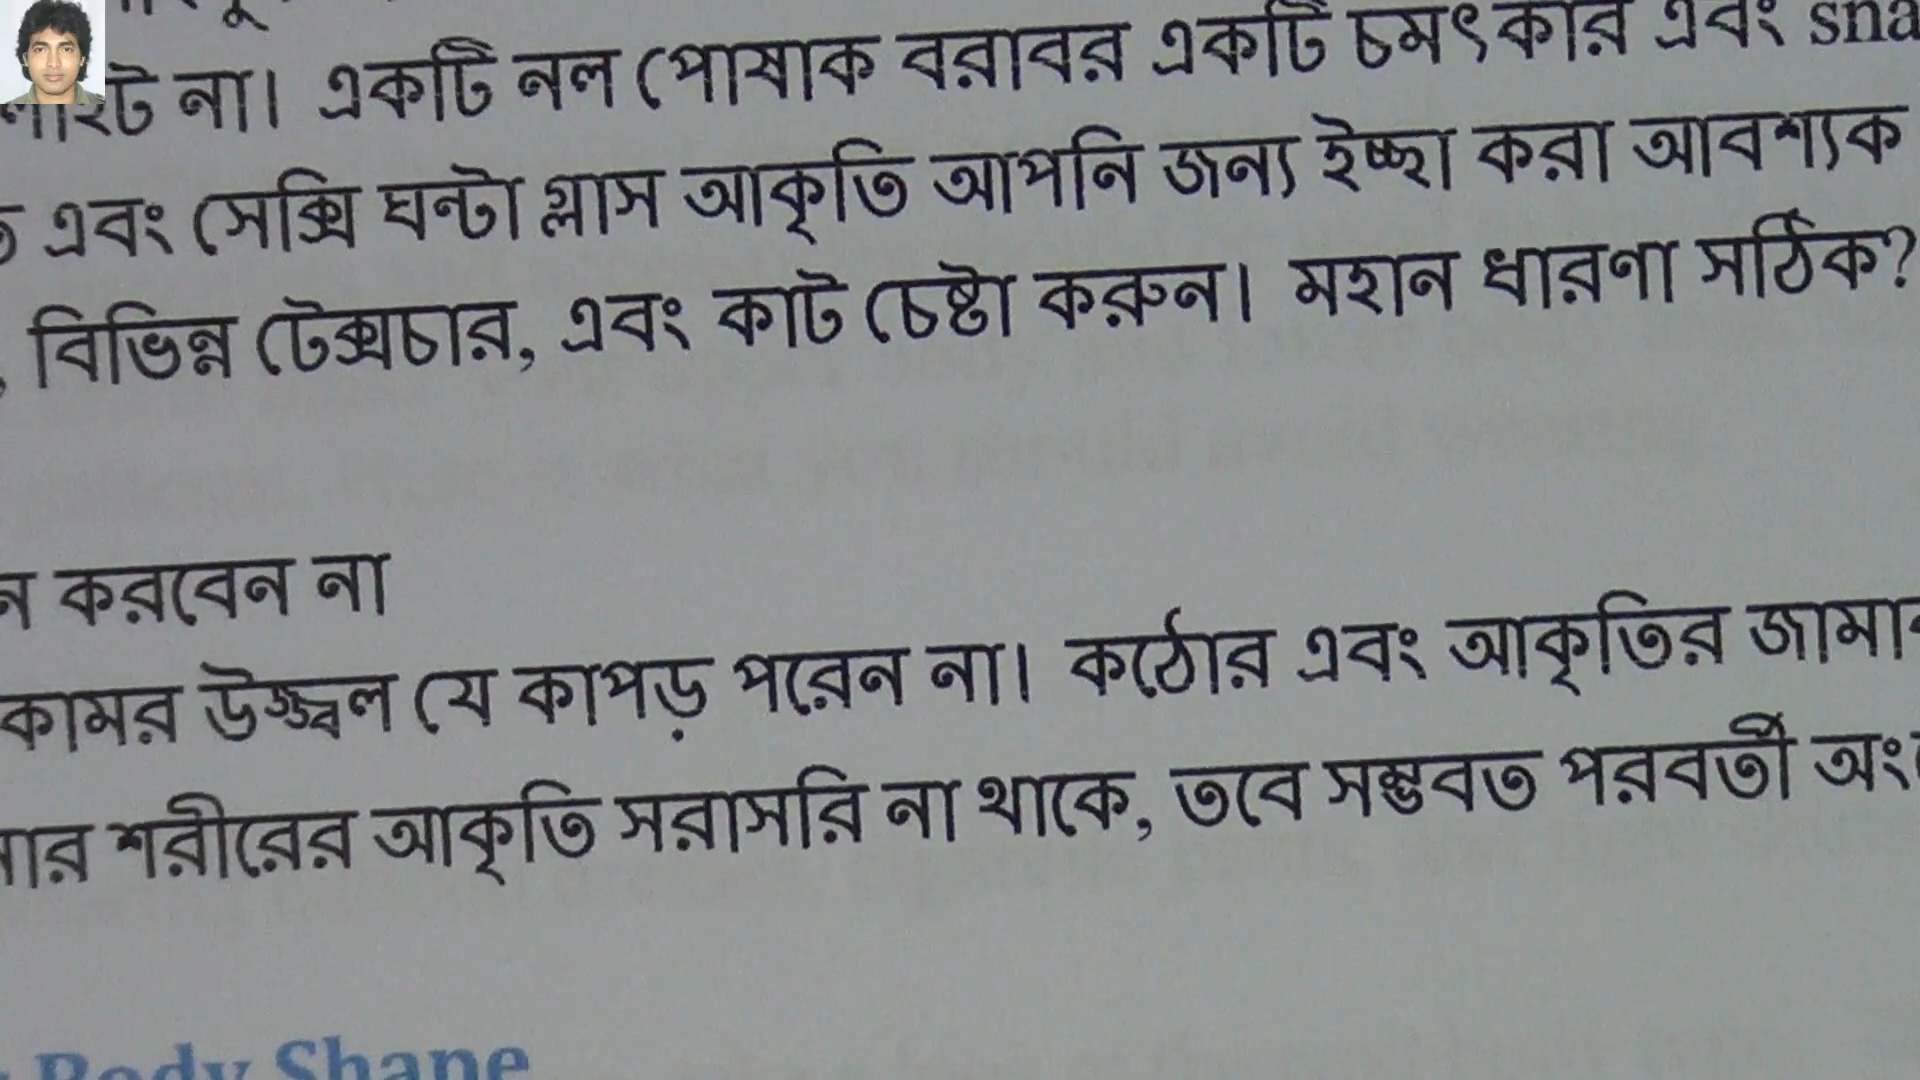 না। একটি নল পোষাক বরাবর একটি চমৎকার এবং sna
এবং সেক্সি ঘন্টা গ্লাস আকৃতি আপনি জন্য ইচ্ছা করা আবশ্যক
, বিভিন্ন টেক্সচার, এবং কাট চেষ্টা করুন। মহান ধারণা সঠিক?
ন করবেন না
কামর উজ্জ্বল যে কাপড় পরেন না। কঠোর এবং আকৃতির জামা
শরীরের আকৃতি সরাসরি না থাকে, তবে সম্ভবত পরবর্তী অং
Body Shape